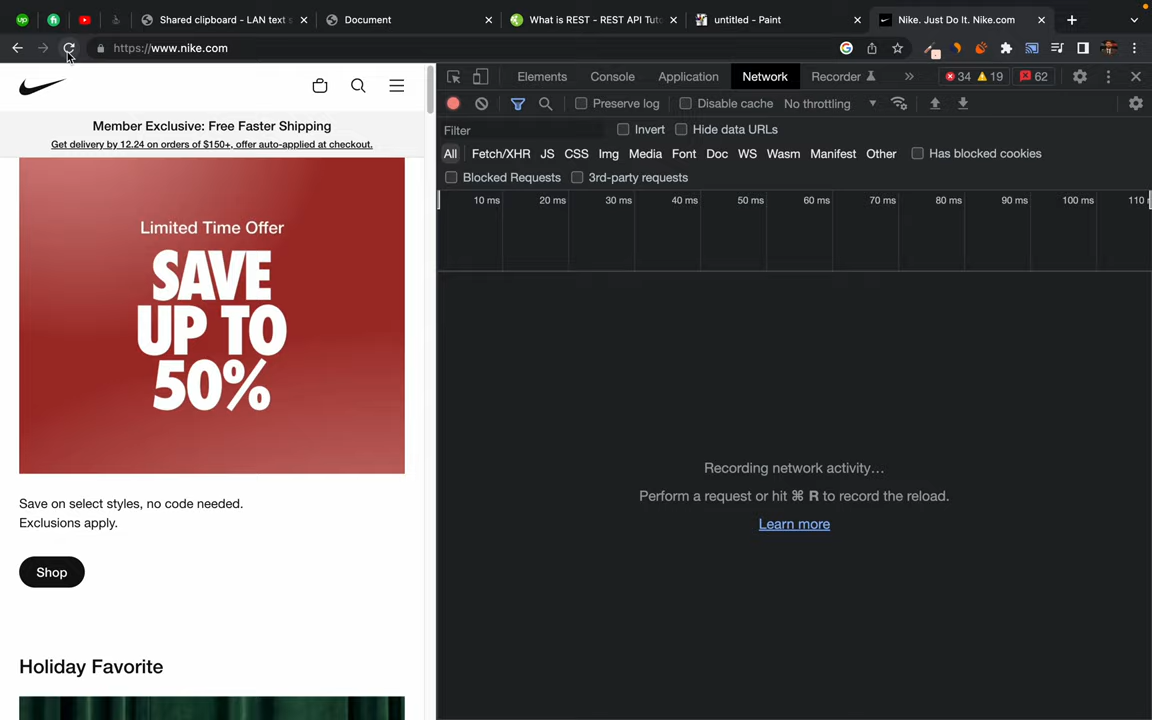 Shared clipboard - LAN text s
Document
What is REST - REST API Tuto
untitled - Paint
Nike. Just Do It. Nike.com
https://www.nike.com
Member Exclusive: Free Faster Shipping
Get delivery by 12.24 on orders of $150+, offer auto-applied at checkout.
Limited Time Offer
SAVE
UP TO
50%
Save on select styles, no code needed.
Exclusions apply.
Shop
Holiday Favorite
Elements Console Application Network Recorder 34 19 62
Preserve log Disable cache No throttling
Filter Invert Hide data URLs
All Fetch/XHR JS CSS Img Media Font Doc WS Wasm Manifest Other Has blocked cookies
Blocked Requests 3rd-party requests
10 ms 20 ms 30 ms 40 ms 50 ms 60 ms 70 ms 80 ms 90 ms 100 ms 110
Recording network activity…
Perform a request or hit ⌘ R to record the reload.
Learn more